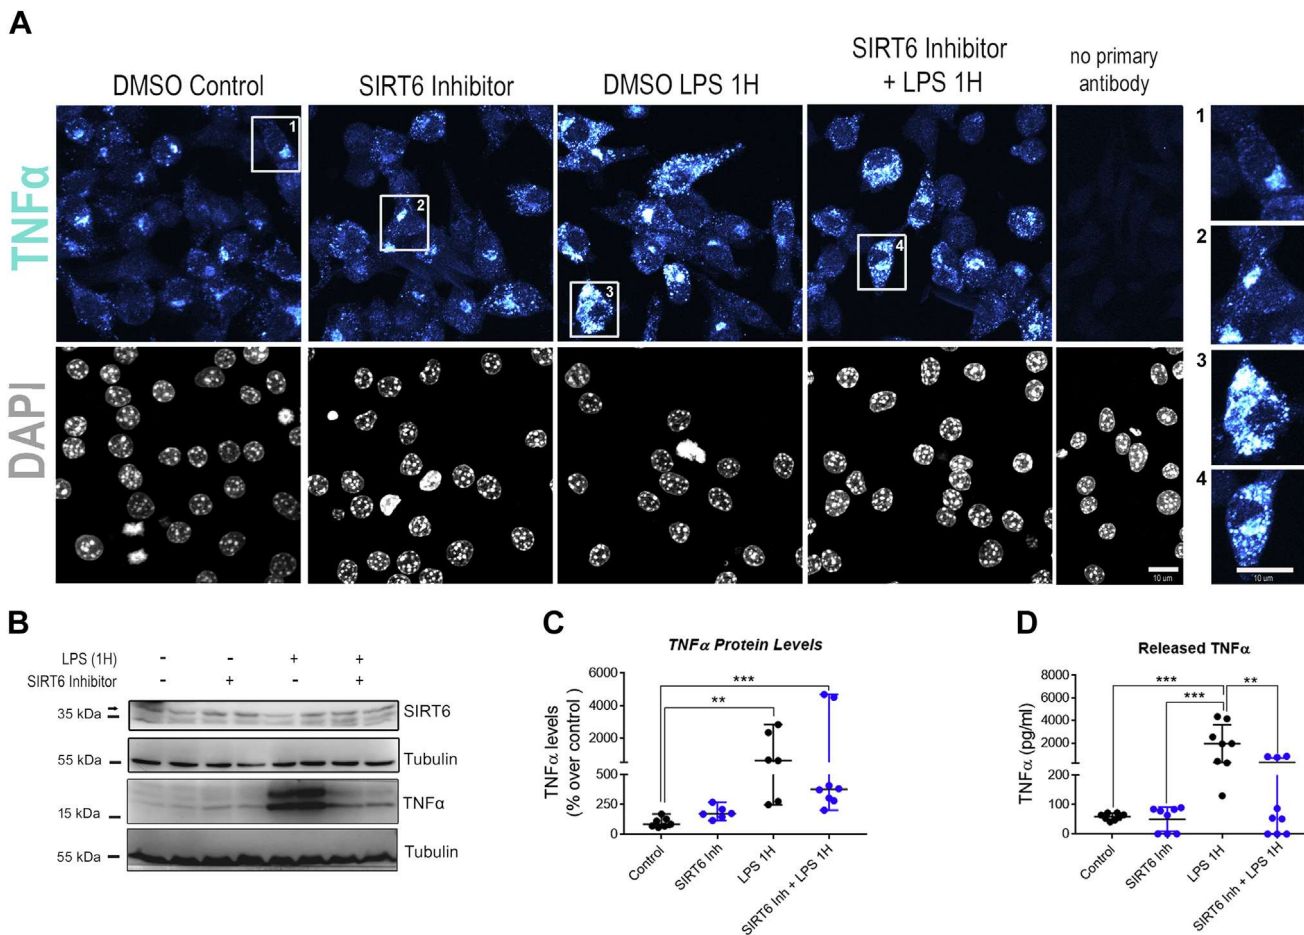 A
DMSO Control
SIRT6 Inhibitor
DMSO LPS 1H
SIRT6 Inhibitor
+ LPS 1H
no primary
antibody
TNFα
1
2
3
4
1
2
3
4
DAPI
10 um
10 um
B
LPS (1H) - - + +
SIRT6 Inhibitor - + - +
35 kDa SIRT6
55 kDa Tubulin
15 kDa TNFα
55 kDa Tubulin
C
TNFα Protein Levels
TNFα levels
(% over control )
6000
4000
2000
500
250
0
***
**
Control
SIRT6 Inh
LPS 1H
SIRT6 Inh + LPS 1H
D
Released TNFα
TNFα (pg/ml)
8000
6000
4000
2000
200
100
0
***
***
**
Control
SIRT6 Inh
LPS 1H
SIRT6 Inh + LPS 1H